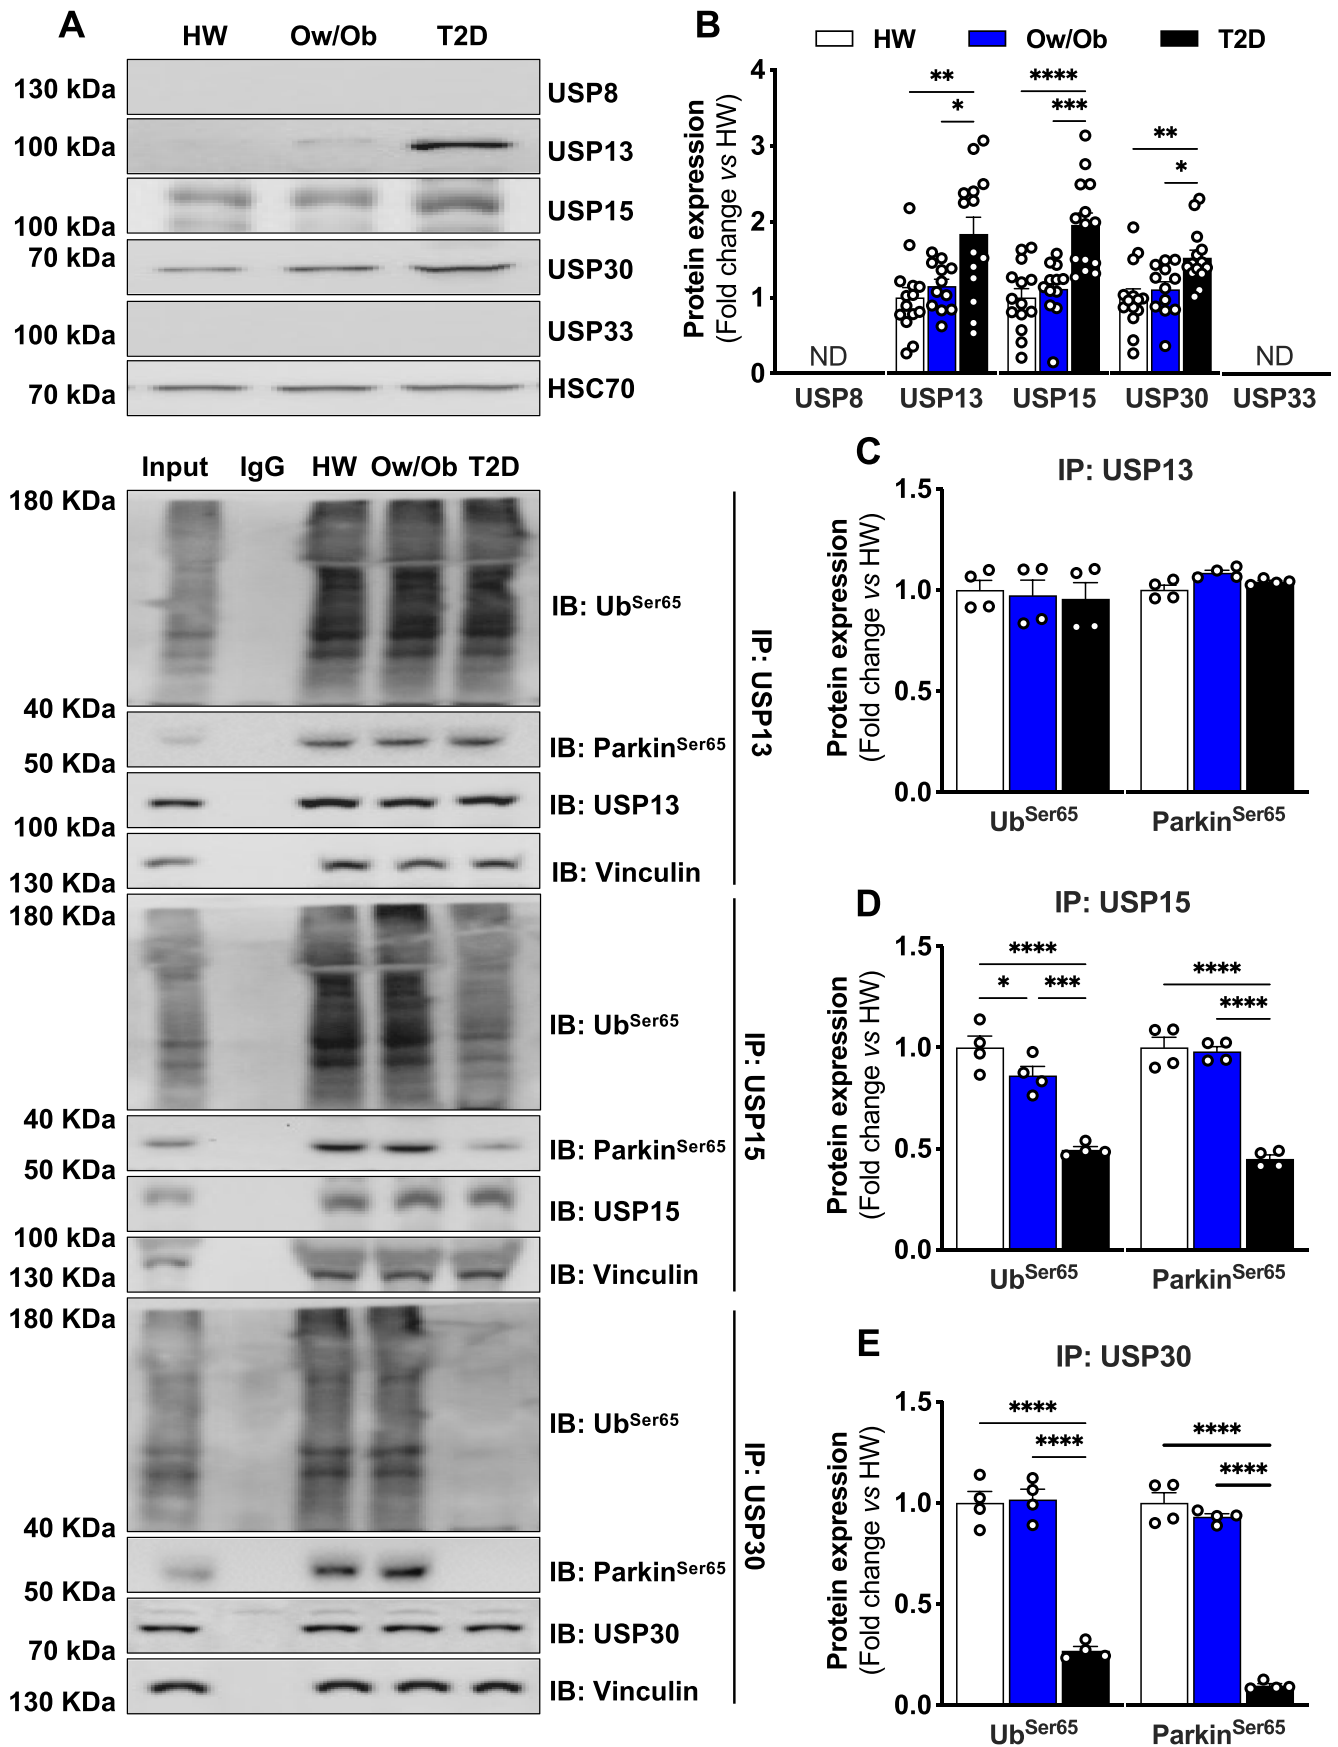 A
HW Ow/Ob T2D
130 kDa USP8
100 kDa USP13
100 kDa USP15
70 kDa USP30
100 kDa USP33
70 kDa HSC70
Input IgG HW Ow/Ob T2D
180 KDa
IB: UbSer65
40 KDa
IB: ParkinSer65
50 KDa
IB: USP13
100 kDa
IB: Vinculin
130 KDa
IP: USP13
180 KDa
IB: UbSer65
40 KDa
IB: ParkinSer65
50 KDa
IB: USP15
100 kDa
IB: Vinculin
130 KDa
IP: USP15
180 KDa
IB: UbSer65
40 KDa
IB: ParkinSer65
50 KDa
IB: USP30
70 kDa
IB: Vinculin
130 KDa
IP: USP30
B
HW Ow/Ob T2D
Protein expression
(Fold change vs HW)
4
3
2
1
0
** **** **
* *** *
ND ND
USP8 USP13 USP15 USP30 USP33
C
IP: USP13
Protein expression
(Fold change vs HW)
1.5
1.0
0.5
0.0
UbSer65 ParkinSer65
D
IP: USP15
Protein expression
(Fold change vs HW)
1.5
1.0
0.5
0.0
**** ****
* *** ****
UbSer65 ParkinSer65
E
IP: USP30
Protein expression
(Fold change vs HW)
1.5
1.0
0.5
0.0
**** ****
**** ****
UbSer65 ParkinSer65